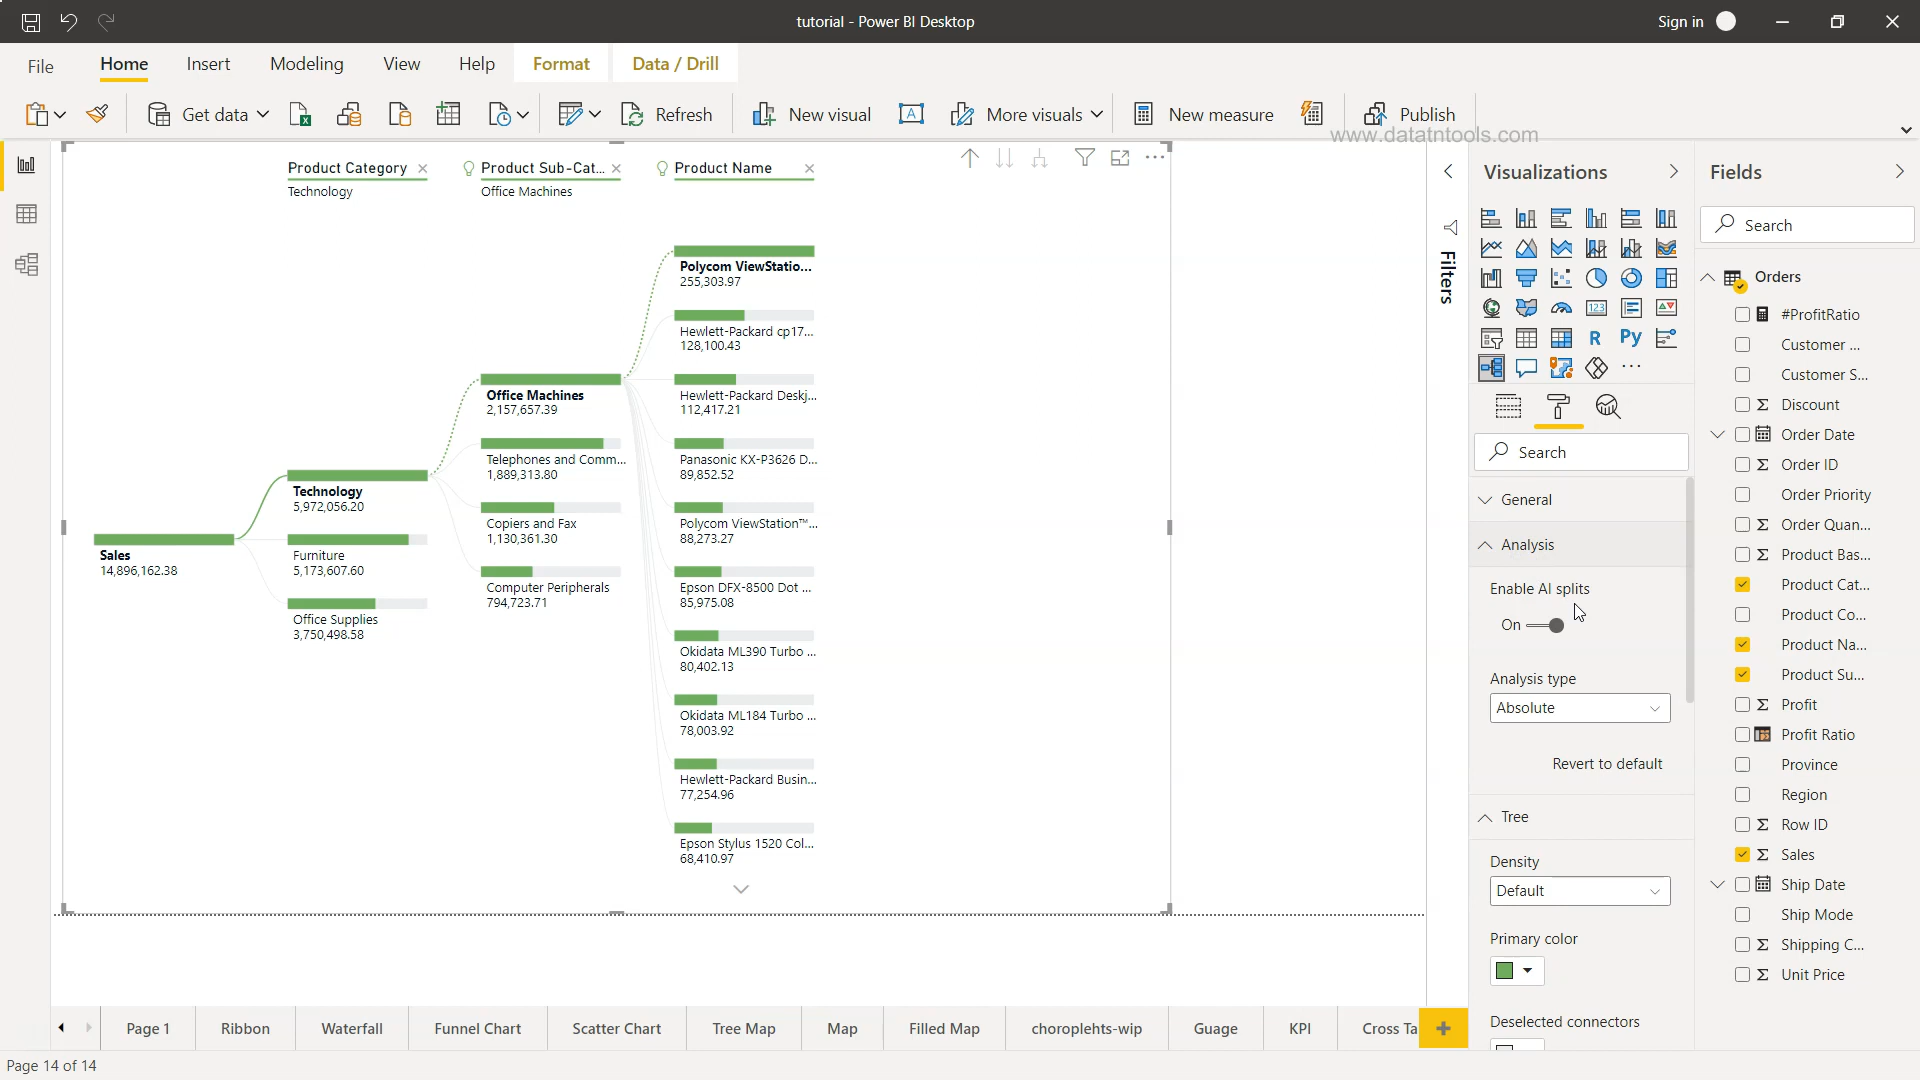 tutorial - Power BI Desktop
Sign in
File
Home
Insert
Modeling
View
Help
Format
Data / Drill
Get data
Refresh
New visual
More visuals
New measure
Publish
www.datatntools.com
Product Category
Technology
Product Sub-Cat...
Office Machines
Product Name
Sales
14,896,162.38
Technology
5,972,056.20
Furniture
5,173,607.60
Office Supplies
3,750,498.58
Office Machines
2,157,657.39
Telephones and Comm...
1,889,313.80
Copiers and Fax
1,130,361.30
Computer Peripherals
794,723.71
Polycom ViewStatio...
255,303.97
Hewlett-Packard cp17...
128,100.43
Hewlett-Packard Deskj...
112,417.21
Panasonic KX-P3626 D...
89,852.52
Polycom ViewStation™...
88,273.27
Epson DFX-8500 Dot ...
85,975.08
Okidata ML390 Turbo ...
80,402.13
Okidata ML184 Turbo ...
78,003.92
Hewlett-Packard Busin...
77,254.96
Epson Stylus 1520 Col...
68,410.97
Filters
Visualizations
123
R
Py
Search
General
Analysis
Enable AI splits
On
Analysis type
Absolute
Revert to default
Tree
Density
Default
Primary color
Deselected connectors
Fields
Search
Orders
#ProfitRatio
Customer ...
Customer S...
Discount
Order Date
Order ID
Order Priority
Order Quan...
Product Bas...
Product Cat...
Product Co...
Product Na...
Product Su...
Profit
Profit Ratio
Province
Region
Row ID
Sales
Ship Date
Ship Mode
Shipping C...
Unit Price
Page 1
Ribbon
Waterfall
Funnel Chart
Scatter Chart
Tree Map
Map
Filled Map
choroplehts-wip
Guage
KPI
Cross Ta
Page 14 of 14